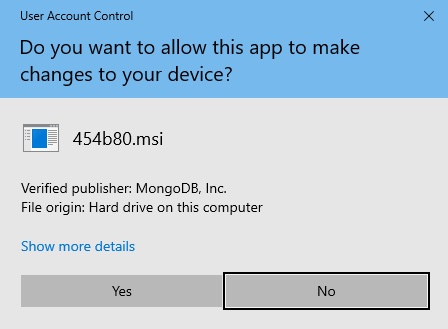 User Account Control
Do you want to allow this app to make
changes to your device?
454b80.msi
Verified publisher: MongoDB, Inc.
File origin: Hard drive on this computer
Show more details
Yes
No